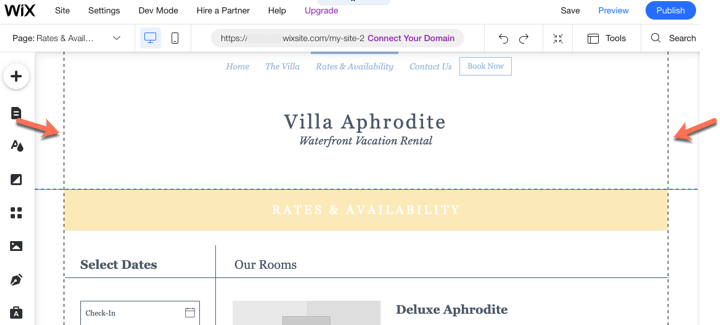 WiX Site Settings Dev Mode Hire a Partner Help Upgrade Save Preview Publish
Page: Rates & Avail... https:// wixsite.com/my-site-2 Connect Your Domain Tools Search
Home The Villa Rates & Availability Contact Us Book Now
Villa Aphrodite
Waterfront Vacation Rental
RATES & AVAILABILITY
Select Dates Our Rooms
Check-In Deluxe Aphrodite